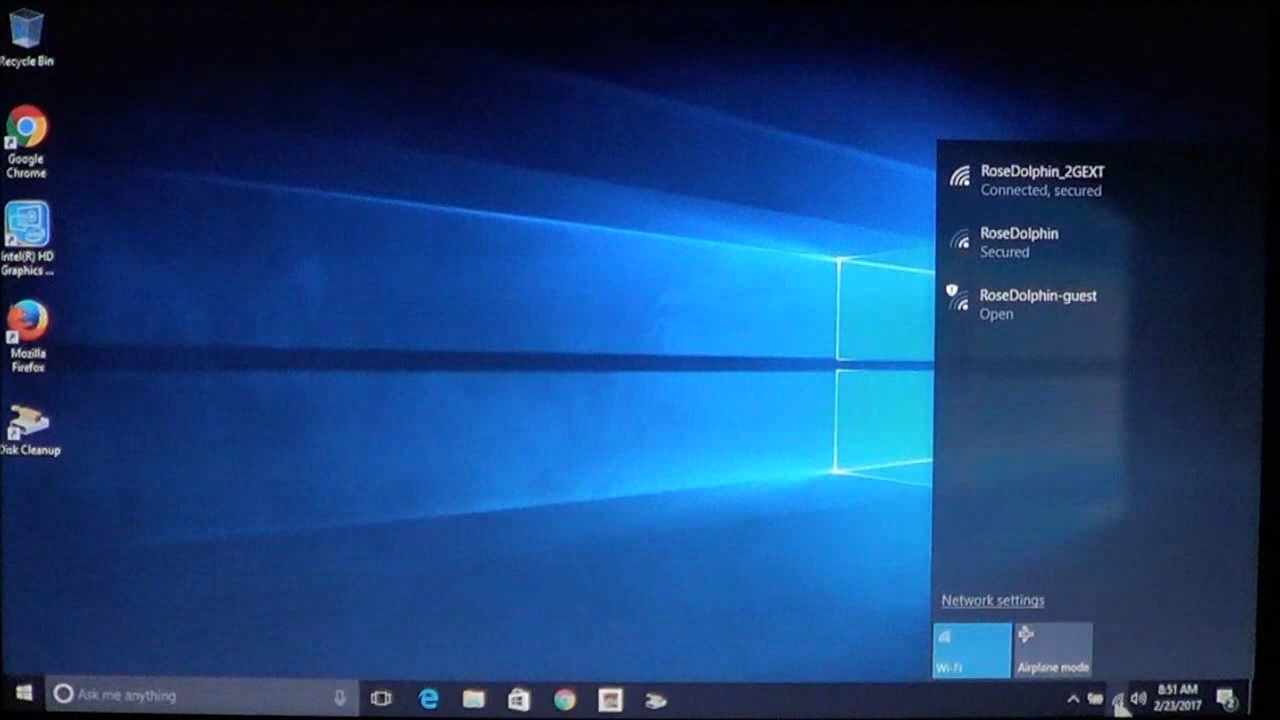 Recycle Bin
Google
Chrome
Intel(R) HD
Graphics ...
Mozilla
Firefox
Disk Cleanup
RoseDolphin_2GEXT
Connected, secured
RoseDolphin
Secured
RoseDolphin-guest
Open
Network settings
Wi-Fi
Airplane mode
Ask me anything
8:51 AM
2/23/2017
2